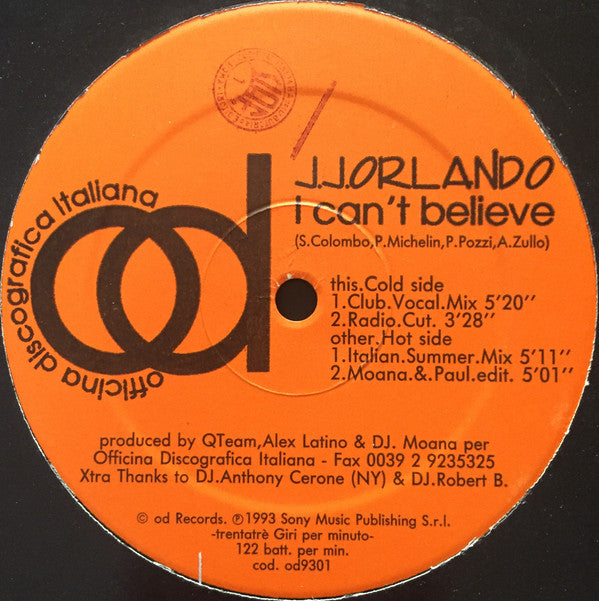 J.J.ORLANDO
I can't believe
(S.Colombo,P.Michelin,P.Pozzi,A.Zullo)
od
officina discografica Italiana
this.Cold side
1.Club.Vocal.Mix 5'20''
2.Radio.Cut. 3'28''
other.Hot side
1.Italian.Summer.Mix 5'11''
2.Moana.&.Paul.edit. 5'01''
produced by QTeam,Alex Latino & DJ. Moana per
Officina Discografica Italiana - Fax 0039 2 9235325
Xtra Thanks to DJ.Anthony Cerone (NY) & DJ.Robert B.
© od Records. ℗1993 Sony Music Publishing S.r.l.
-trentatrè Giri per minuto-
122 batt. per min.
cod. od9301